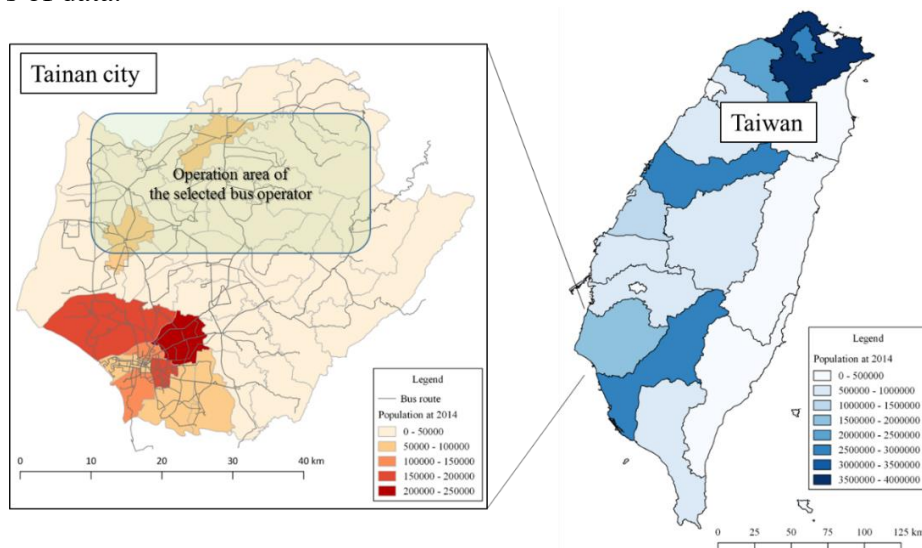 Tainan city
Operation area of
the selected bus operator
Legend
Bus route
Population at 2014
0 - 50000
50000 - 100000
100000 - 150000
150000 - 200000
200000 - 250000
0 10 20 30 40 km
Taiwan
Legend
Population at 2014
0 - 500000
500000 - 1000000
1000000 - 1500000
1500000 - 2000000
2000000 - 2500000
2500000 - 3000000
3000000 - 3500000
3500000 - 4000000
0 25 50 75 100 125 km